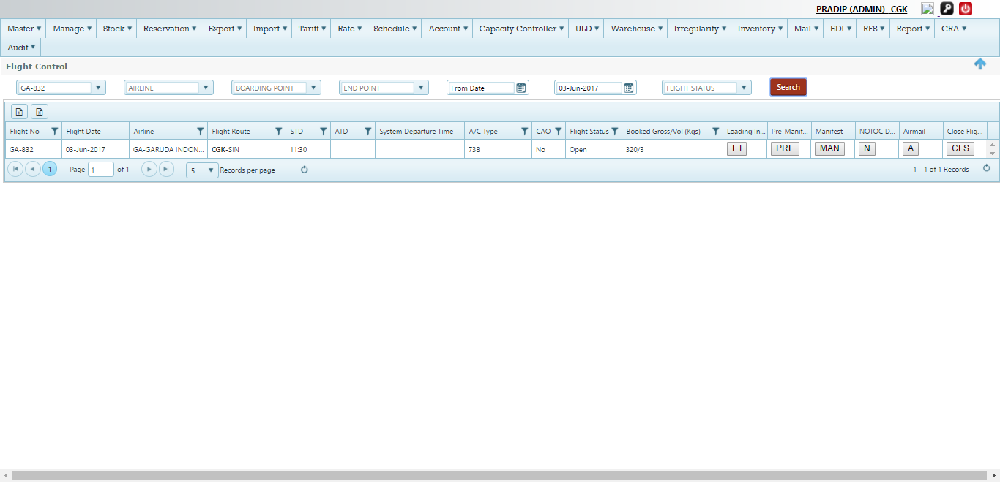 PRADIP (ADMIN)- CGK
Master Manage Stock Reservation Export Import Tariff Rate Schedule Account Capacity Controller ULD Warehouse Irregularity Inventory Mail EDI RFS Report CRA
Audit
Flight Control
GA-832 AIRLINE BOARDING POINT END POINT From Date 03-Jun-2017 FLIGHT STATUS Search
Flight No Flight Date Airline Flight Route STD ATD System Departure Time A/C Type CAO Flight Status Booked Gross/Vol (Kgs) Loading In... Pre-Manif... Manifest NOTOC D... Airmail Close Flig...
GA-832 03-Jun-2017 GA-GARUDA INDON... CGK-SIN 11:30 738 No Open 320/3 L I PRE MAN N A CLS
1 Page 1 of 1 5 Records per page 1 - 1 of 1 Records